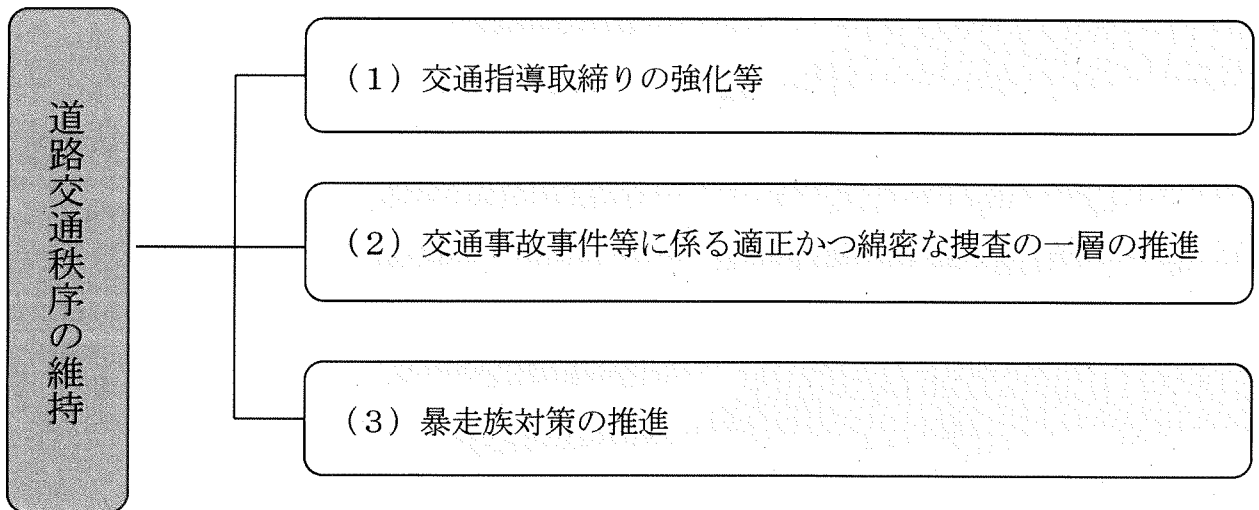 道路交通秩序の維持
(1)交通指導取締りの強化等
(2)交通事故事件等に係る適正かつ綿密な捜査の一層の推進
(3)暴走族対策の推進